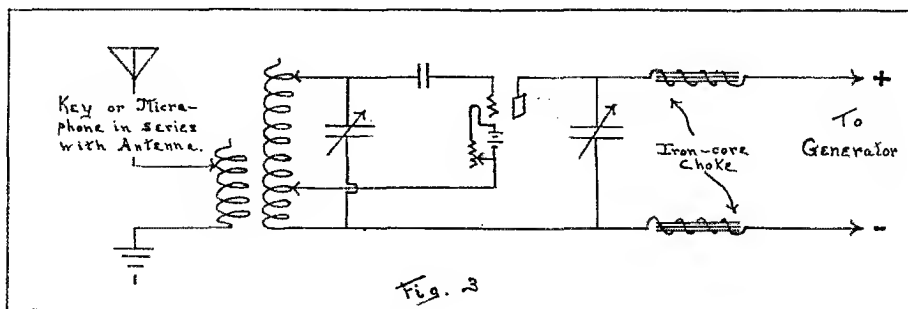 Key or Micro-
phone in series
with Antenna.
+
To
Generator
Iron-core
Choke
-
Fig. 3